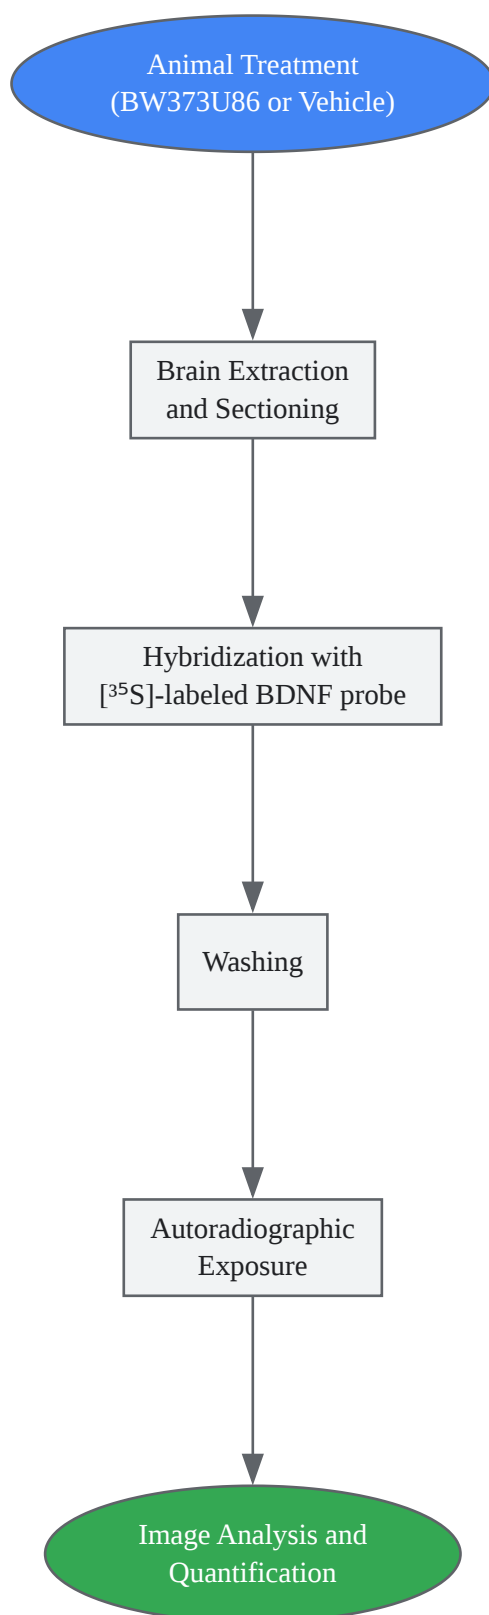 Animal Treatment
(BW373U86 or Vehicle)
Brain Extraction
and Sectioning
Hybridization with
[³⁵S]-labeled BDNF probe
Washing
Autoradiographic
Exposure
Image Analysis and
Quantification